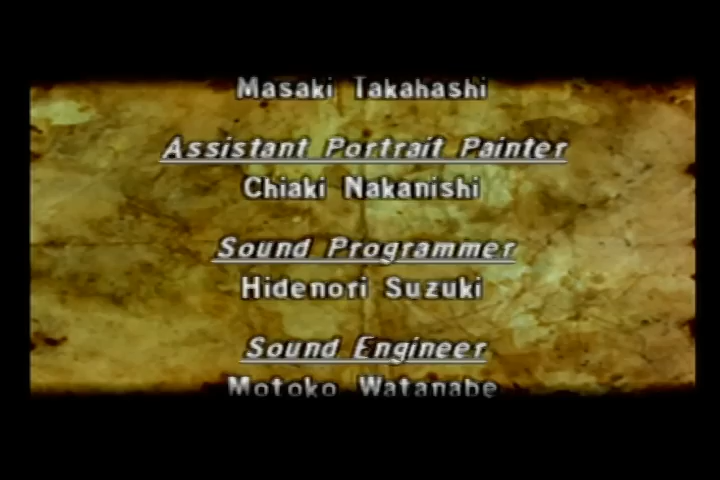 Masaki Takahashi
Assistant Portrait Painter
Chiaki Nakanishi
Sound Programmer
Hidenori Suzuki
Sound Engineer
Motoko Watanabe